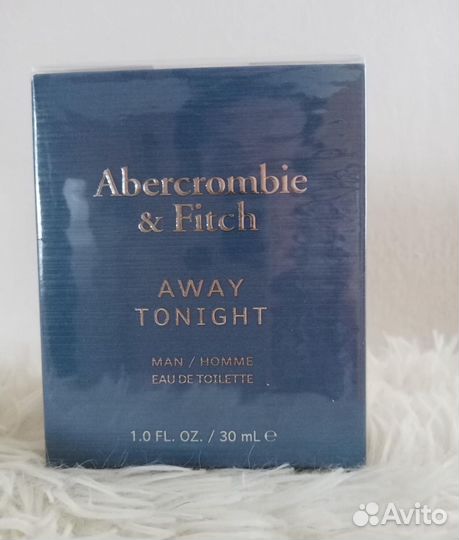 Abercrombie
& Fitch
AWAY
TONIGHT
MAN / HOMME
EAU DE TOILETTE
1.0 FL. OZ. / 30 mL ℮
Avito